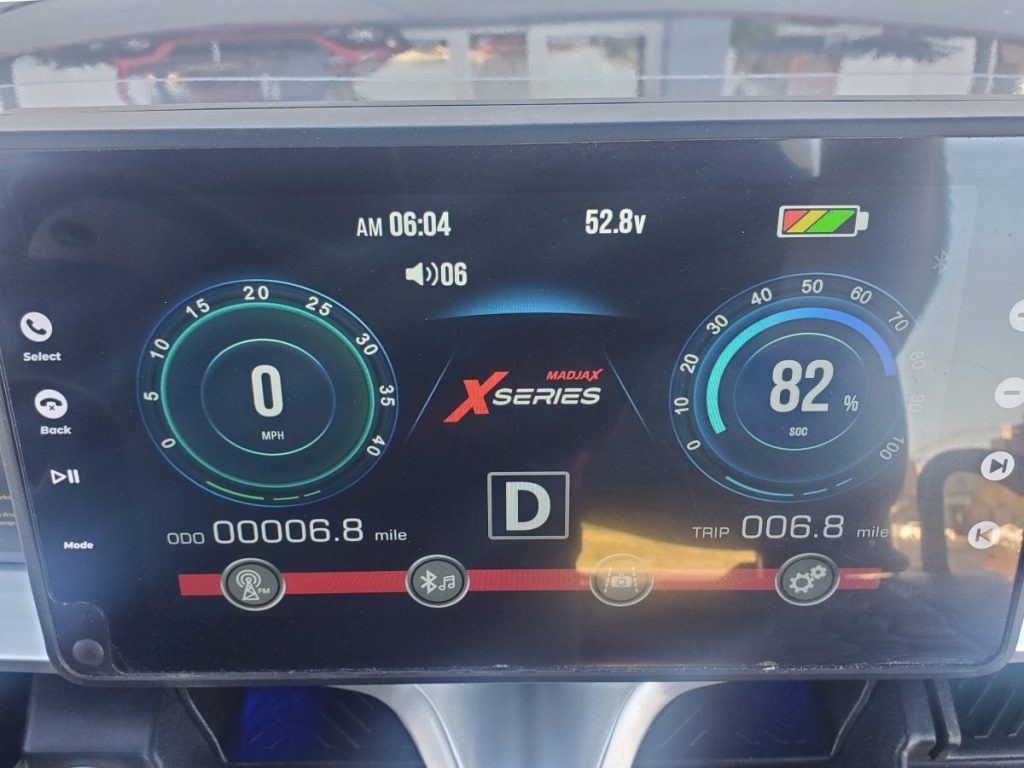 AM 06:04
52.8v
06
Select
Back
Mode
0
5
10
15
20
25
30
35
40
0
MPH
MADJAX
XSERIES
0
10
20
30
40
50
60
70
80
90
100
82 %
SOC
D
ODO 00006.8 mile
TRIP 006.8 mile
FM